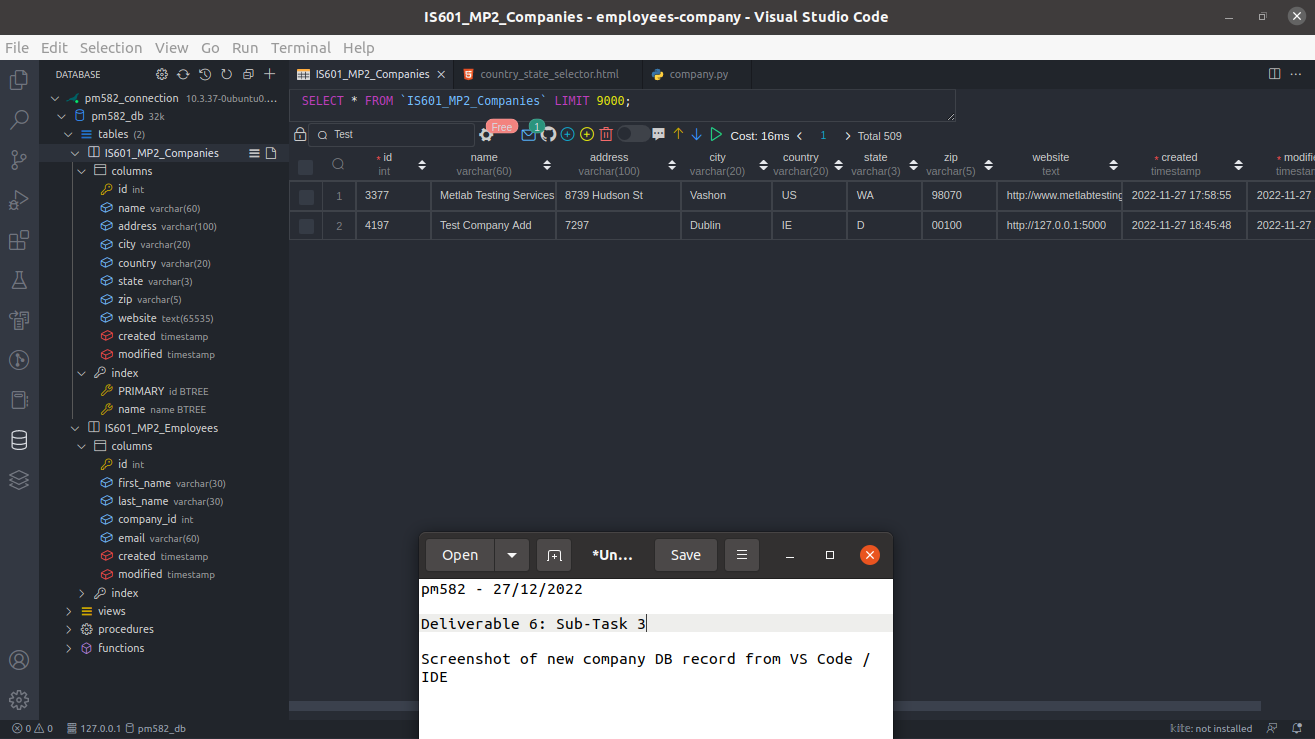 IS601_MP2_Companies - employees-company - Visual Studio Code
File Edit Selection View Go Run Terminal Help
DATABASE
pm582_connection 10.3.37-0ubuntu0....
pm582_db 32k
tables (2)
IS601_MP2_Companies
columns
id int
name varchar(60)
address varchar(100)
city varchar(20)
country varchar(20)
state varchar(3)
zip varchar(5)
website text(65535)
created timestamp
modified timestamp
index
PRIMARY id BTREE
name name BTREE
IS601_MP2_Employees
columns
id int
first_name varchar(30)
last_name varchar(30)
company_id int
email varchar(60)
created timestamp
modified timestamp
index
views
procedures
functions
IS601_MP2_Companies country_state_selector.html company.py
SELECT * FROM `IS601_MP2_Companies` LIMIT 9000;
Test Free 1 Cost: 16ms 1 Total 509
* id name address city country state zip website * created * modifie
int varchar(60) varchar(100) varchar(20) varchar(20) varchar(3) varchar(5) text timestamp timestam
1 3377 Metlab Testing Services 8739 Hudson St Vashon US WA 98070 http://www.metlabtesting 2022-11-27 17:58:55 2022-11-27
2 4197 Test Company Add 7297 Dublin IE D 00100 http://127.0.0.1:5000 2022-11-27 18:45:48 2022-11-27
Open *Un... Save
pm582 - 27/12/2022
Deliverable 6: Sub-Task 3
Screenshot of new company DB record from VS Code /
IDE
0 0 127.0.0.1 pm582_db kite: not installed